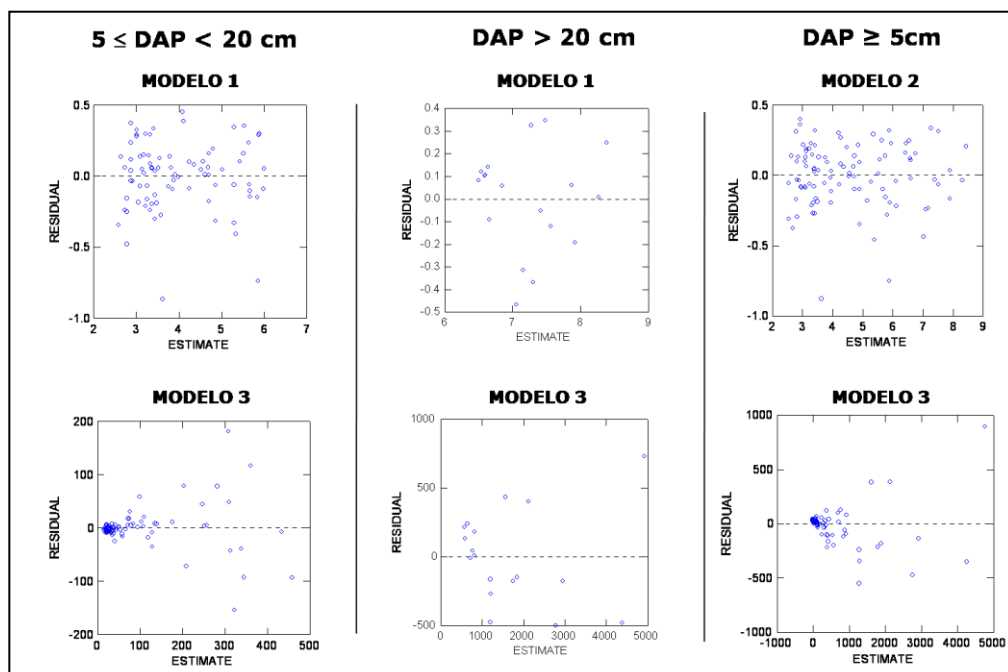 5 ≤ DAP < 20 cm
DAP > 20 cm
DAP ≥ 5cm
MODELO 1
MODELO 1
MODELO 2
0.5
0.0
-0.5
-1.0
RESIDUAL
2 3 4 5 6 7
ESTIMATE
0.4
0.3
0.2
0.1
0.0
-0.1
-0.2
-0.3
-0.4
-0.5
RESIDUAL
6 7 8 9
ESTIMATE
0.5
0.0
-0.5
-1.0
RESIDUAL
2 3 4 5 6 7 8 9
ESTIMATE
MODELO 3
MODELO 3
MODELO 3
200
100
0
-100
-200
RESIDUAL
0 100 200 300 400 500
ESTIMATE
1000
500
0
-500
RESIDUAL
0 1000 2000 3000 4000 5000
ESTIMATE
1000
500
0
-500
-1000
RESIDUAL
-1000 0 1000 2000 3000 4000 5000
ESTIMATE